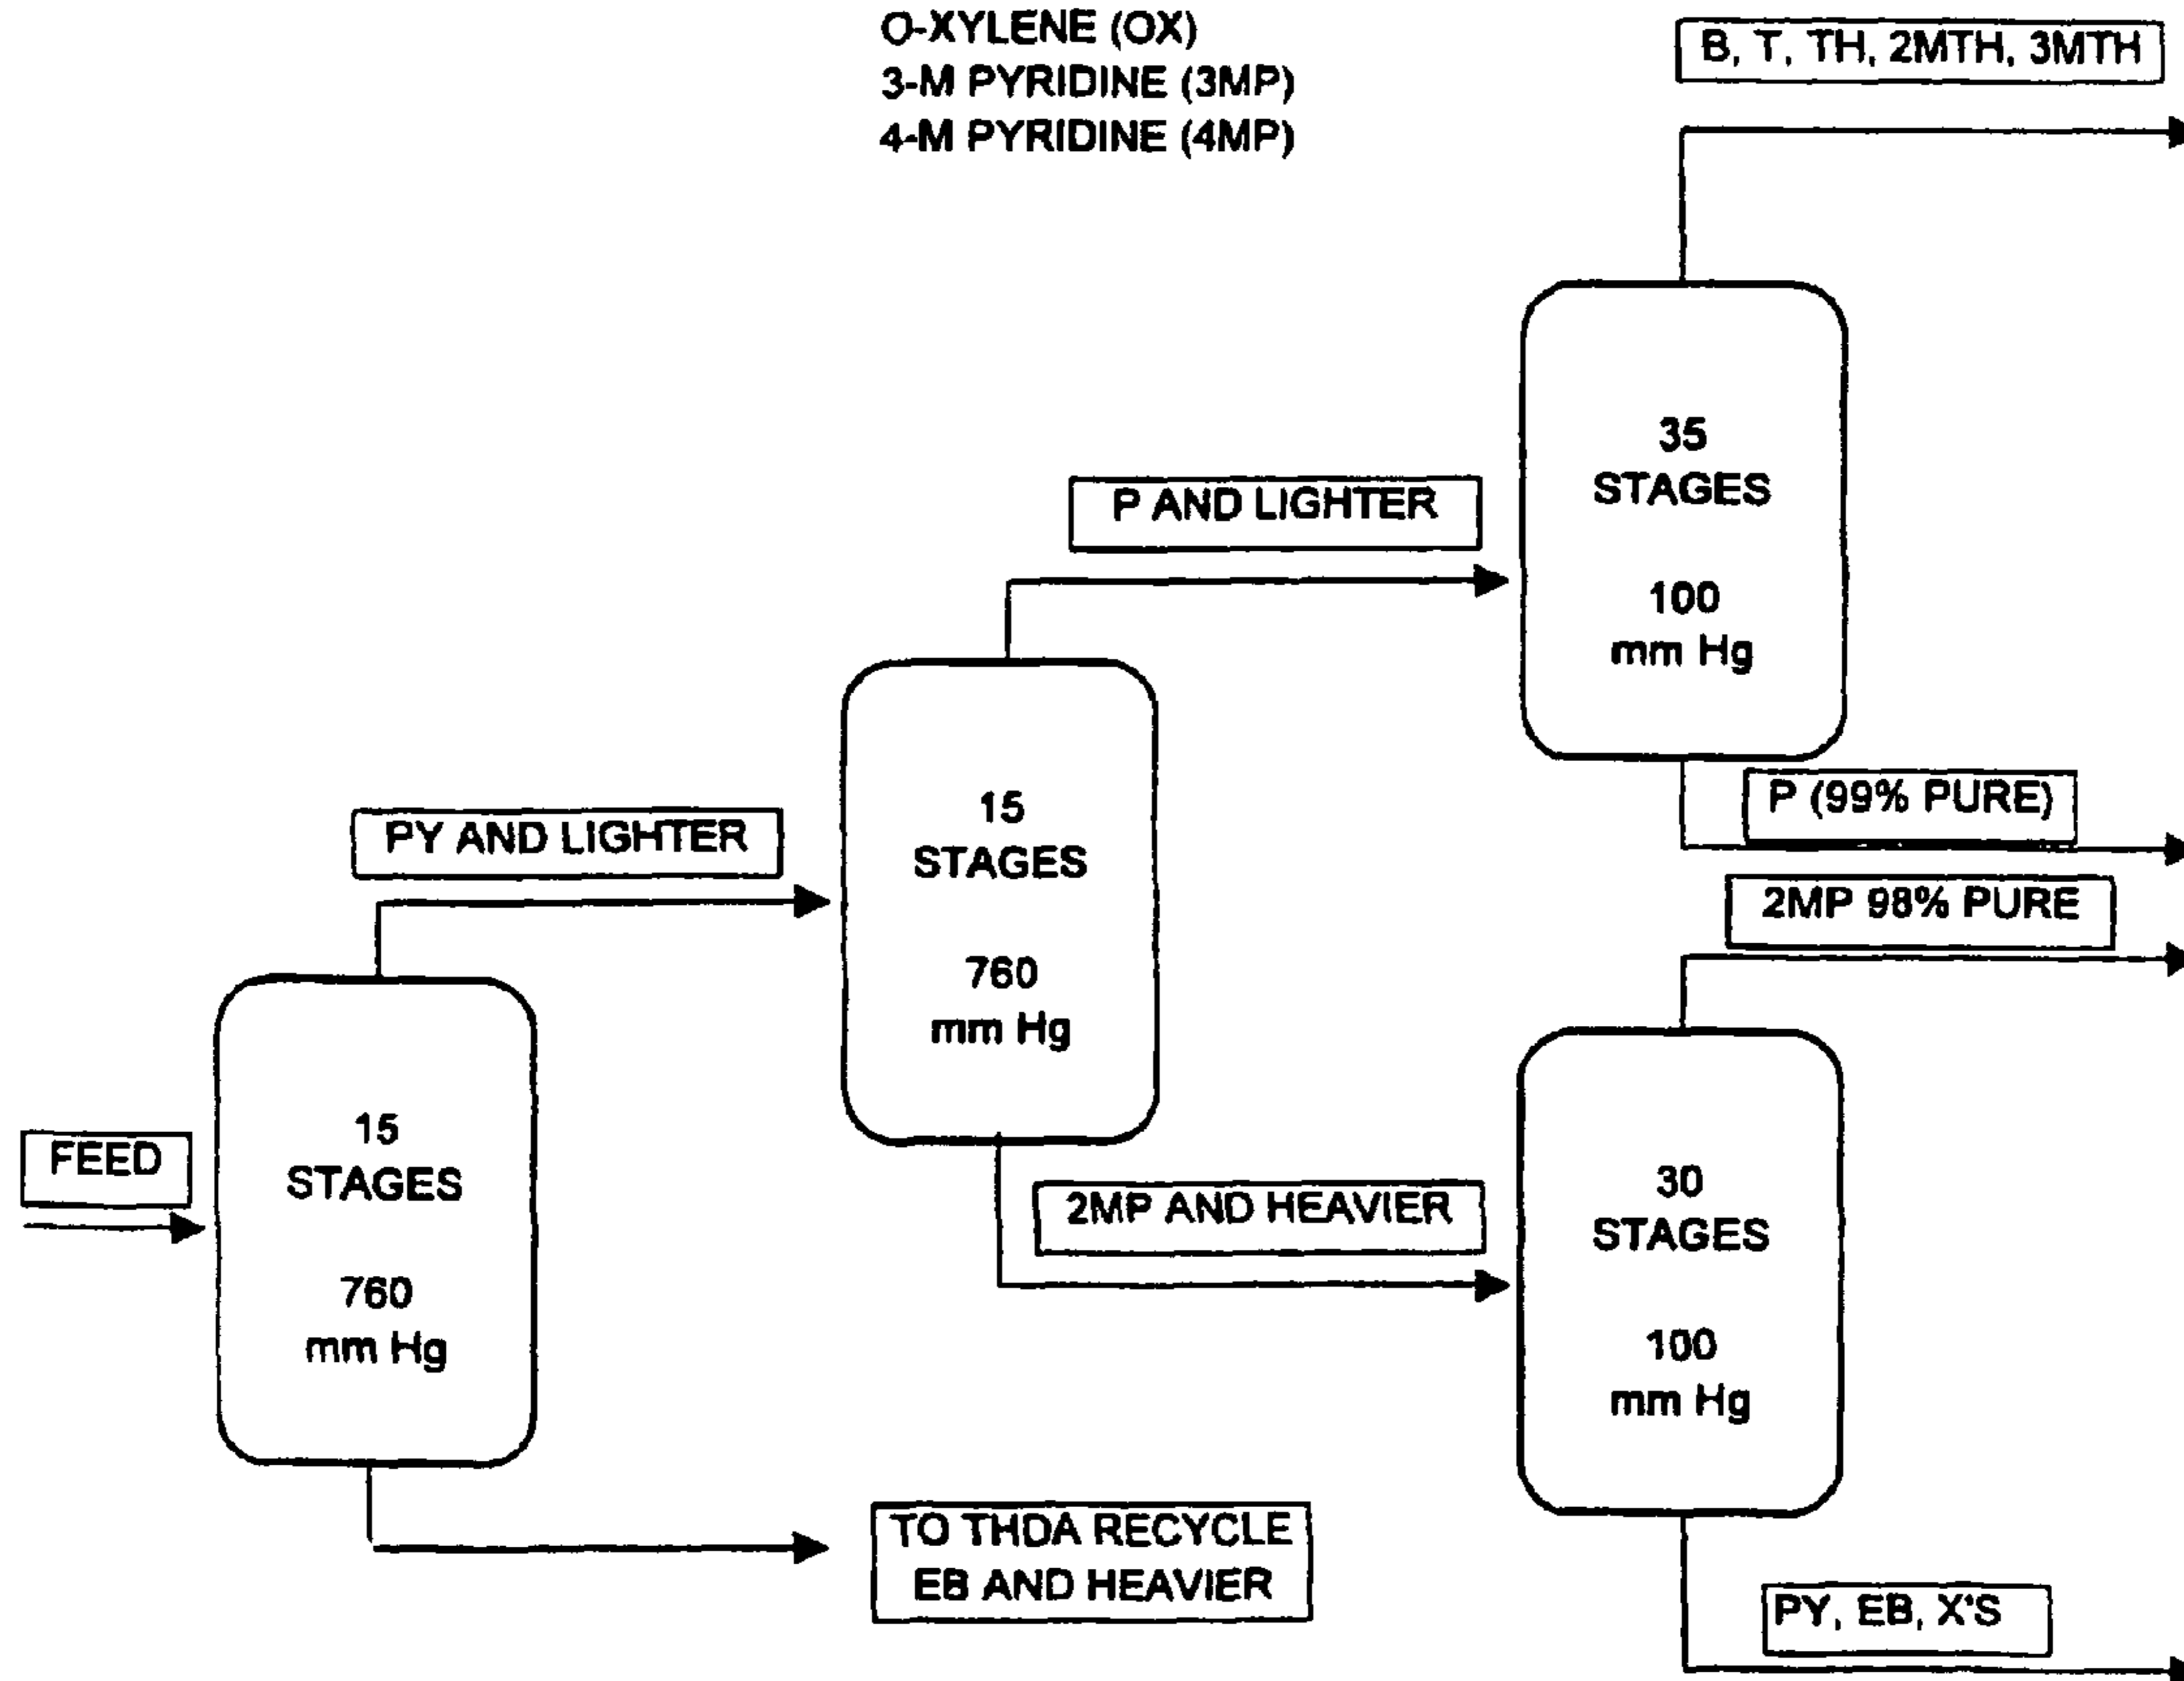 O-XYLENE (OX)
3-M PYRIDINE (3MP)
4-M PYRIDINE (4MP)
B, T, TH, 2MTH, 3MTH
35
STAGES
100
mm Hg
P AND LIGHTER
P (99% PURE)
15
STAGES
760
mm Hg
PY AND LIGHTER
2MP 98% PURE
FEED
15
STAGES
760
mm Hg
2MP AND HEAVIER
30
STAGES
100
mm Hg
TO THDA RECYCLE
EB AND HEAVIER
PY, EB, X'S